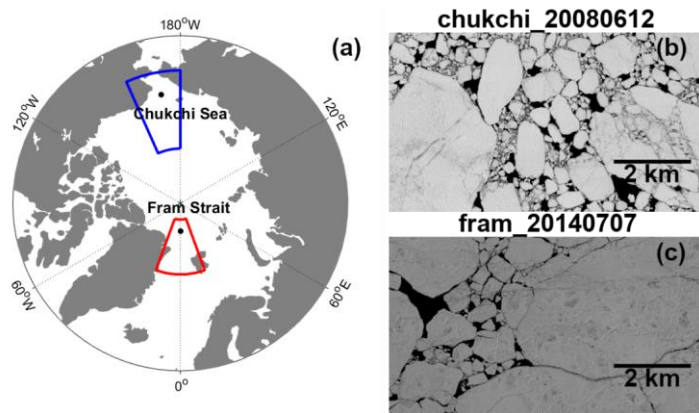 180°W
(a)
120°W
120°E
Chukchi Sea
Fram Strait
60°W
60°E
0°
chukchi_20080612
(b)
2 km
fram_20140707
(c)
2 km